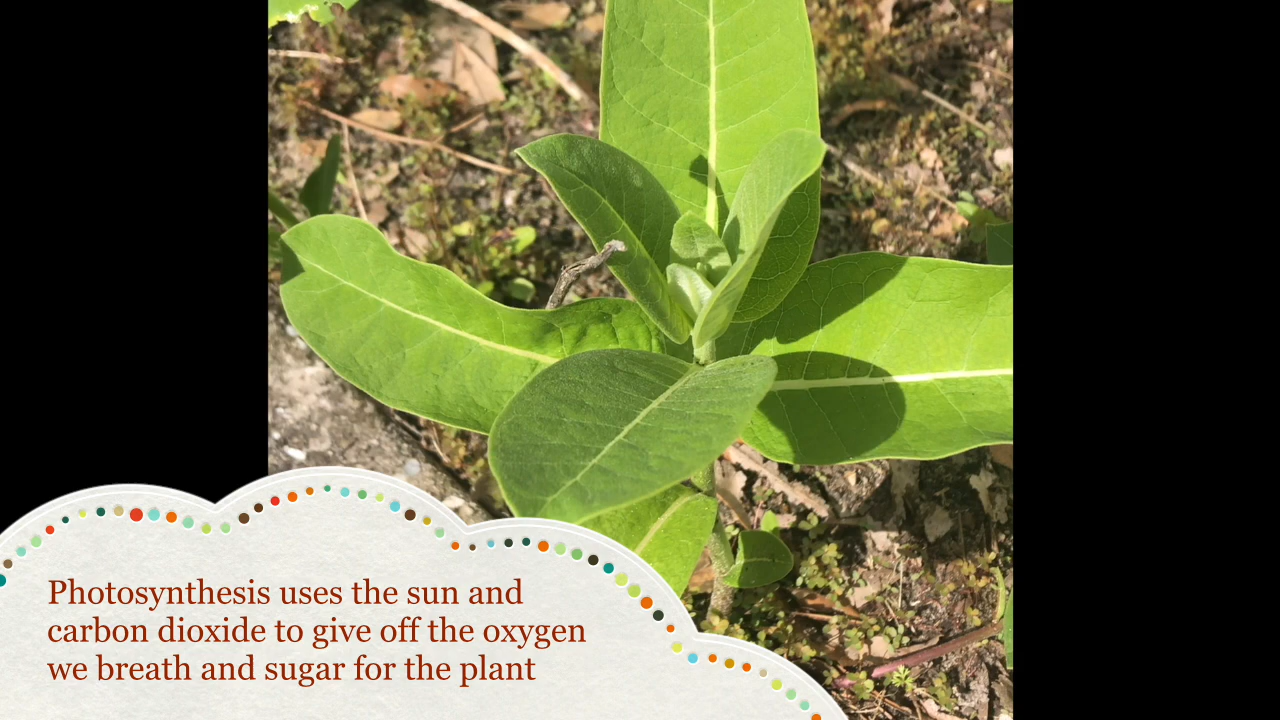 Photosynthesis uses the sun and
carbon dioxide to give off the oxygen
we breath and sugar for the plant